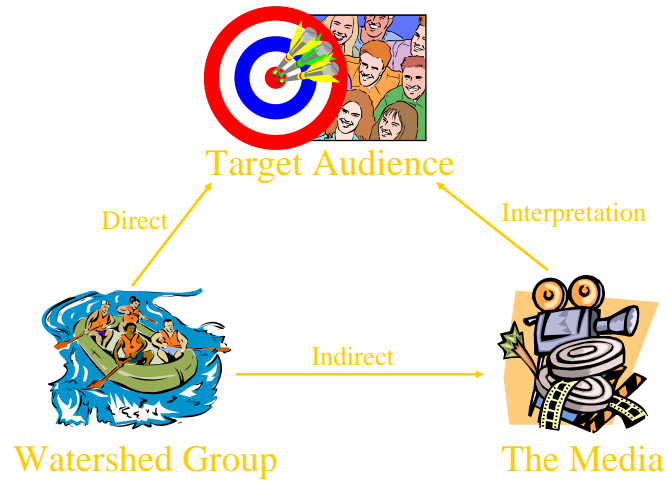 Target Audience
Direct
Interpretation
Indirect
Watershed Group
The Media